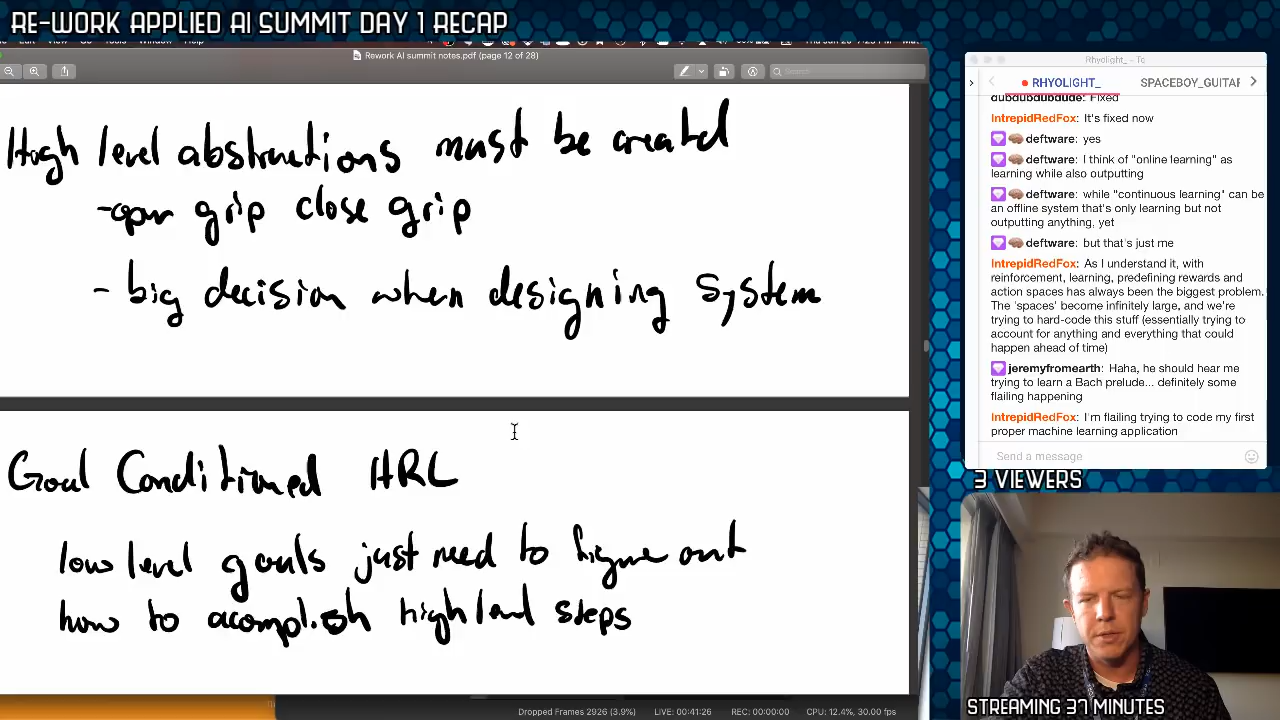 RE-WORK APPLIED AI SUMMIT DAY 1 RECAP
Rework AI summit notes.pdf (page 12 of 28)
Search
High level abstractions must be created
-open grip close grip
- big decision when designing system
Goal Conditioned HRL
low level goals just need to figure out
how to acomplish high level steps
Rhyolight_ - To
RHYOLIGHT_
SPACEBOY_GUITAR
dubdubdubdude: Fixed
IntrepidRedFox: It's fixed now
deftware: yes
deftware: I think of "online learning" as
learning while also outputting
deftware: while "continuous learning" can be
an offline system that's only learning but not
outputting anything, yet
deftware: but that's just me
IntrepidRedFox: As I understand it, with
reinforcement, learning, predefining rewards and
action spaces has always been the biggest problem.
The 'spaces' become infinitely large, and we're
trying to hard-code this stuff (essentially trying to
account for anything and everything that could
happen ahead of time)
jeremyfromearth: Haha, he should hear me
trying to learn a Bach prelude... definitely some
flailing happening
IntrepidRedFox: I'm flailing trying to code my first
proper machine learning application
Send a message
3 VIEWERS
STREAMING 37 MINUTES
Dropped Frames 2926 (3.9%)
LIVE: 00:41:26
REC: 00:00:00
CPU: 12.4%, 30.00 fps